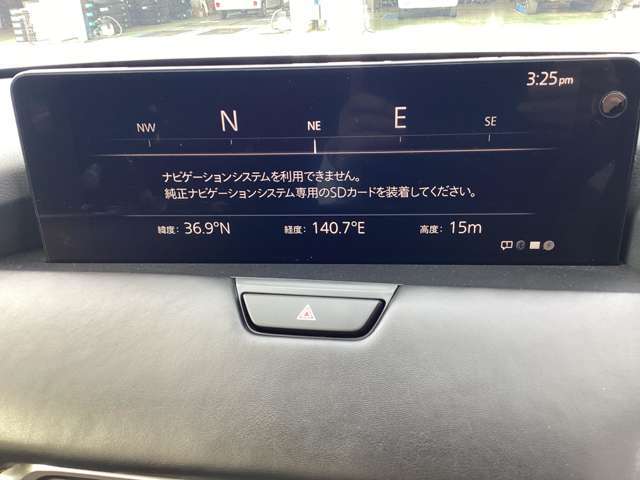 3:25pm
NW N NE E SE
ナビゲーションシステムを利用できません。
純正ナビゲーションシステム専用のSDカードを装着してください。
緯度: 36.9°N 経度: 140.7°E 高度: 15m